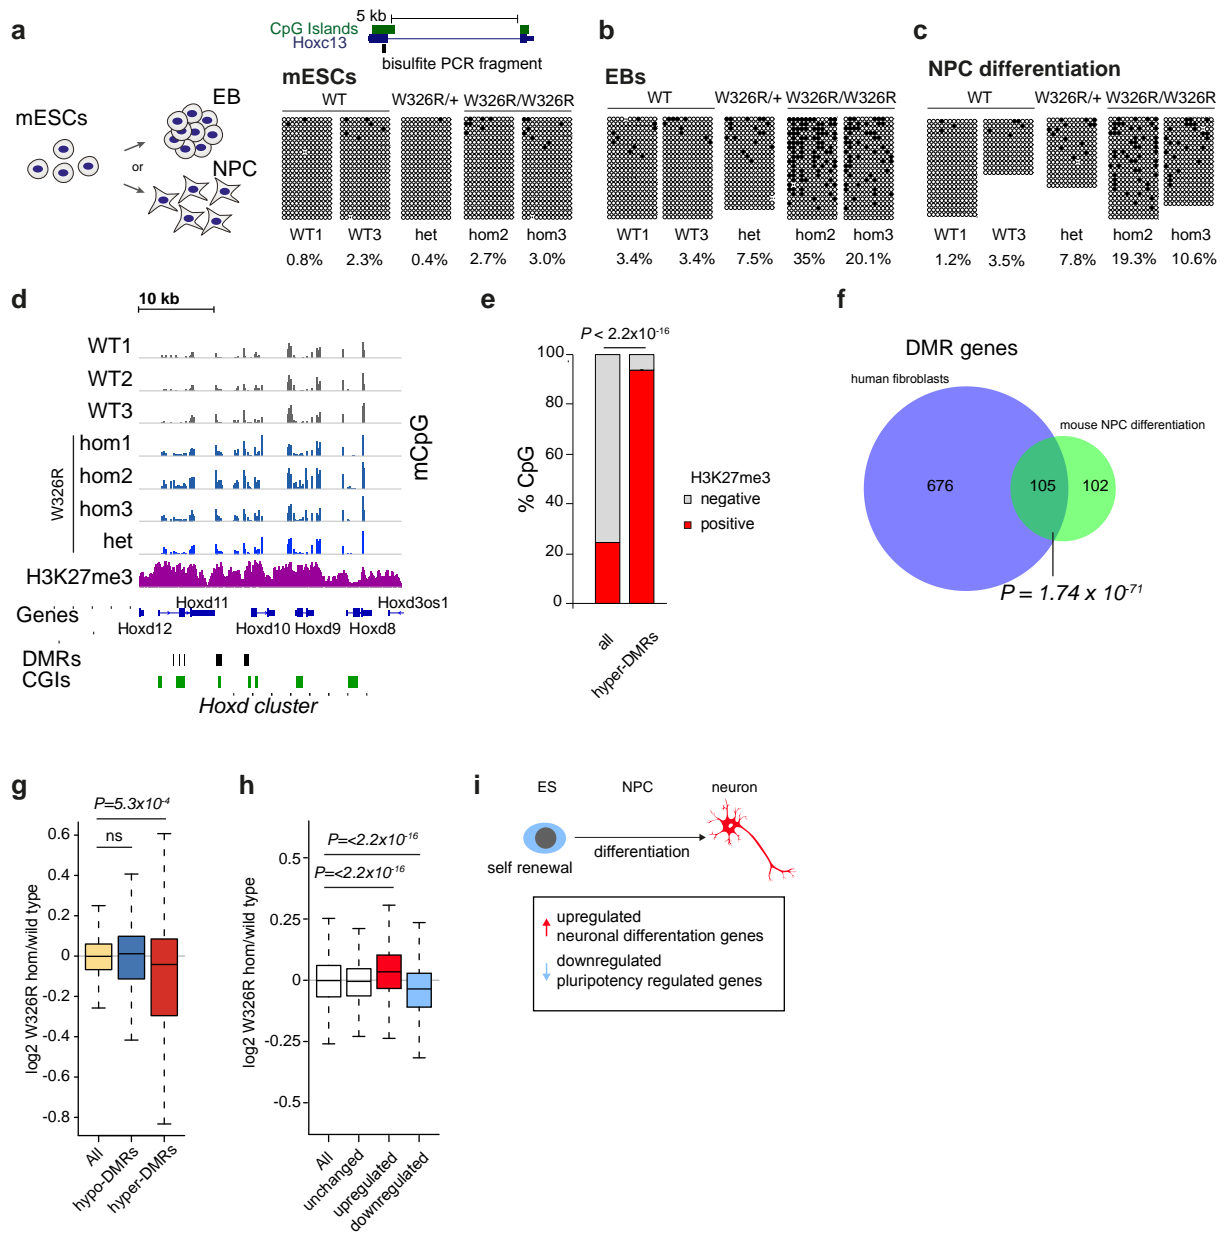 a
5 kb
CpG Islands
Hoxc13
bisulfite PCR fragment
mESCs
EB
or
NPC
mESCs
WT W326R/+ W326R/W326R
WT1 WT3 het hom2 hom3
0.8% 2.3% 0.4% 2.7% 3.0%
b
EBs
WT W326R/+ W326R/W326R
WT1 WT3 het hom2 hom3
3.4% 3.4% 7.5% 35% 20.1%
c
NPC differentiation
WT W326R/+ W326R/W326R
WT1 WT3 het hom2 hom3
1.2% 3.5% 7.8% 19.3% 10.6%
d
10 kb
WT1
WT2
WT3
hom1
hom2
hom3
het
W326R
mCpG
H3K27me3
Genes
Hoxd11 Hoxd3os1
Hoxd12 Hoxd10 Hoxd9 Hoxd8
DMRs
CGIs
Hoxd cluster
e
P < 2.2x10-16
100
80
60
40
20
0
% CpG
all
hyper-DMRs
H3K27me3
negative
positive
f
DMR genes
human fibroblasts
mouse NPC differentiation
676 105 102
P = 1.74 x 10-71
g
P=5.3x10-4
ns
0.6
0.4
0.2
0
-0.2
-0.4
-0.6
-0.8
log2 W326R hom/wild type
All
hypo-DMRs
hyper-DMRs
h
P=<2.2x10-16
P=<2.2x10-16
0.5
0.25
0
-0.25
-0.5
log2 W326R hom/wild type
All
unchanged
upregulated
downregulated
i
ES NPC neuron
differentiation
self renewal
upregulated
neuronal differentation genes
downregulated
pluripotency regulated genes